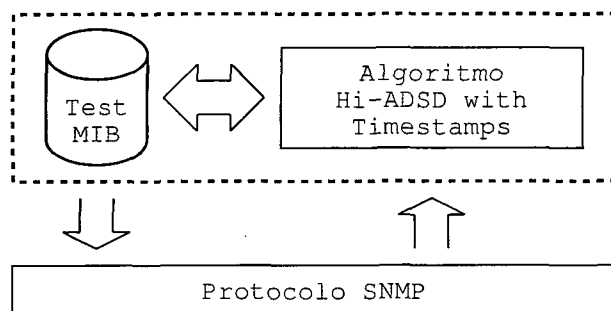 Test
MIB
Algoritmo
Hi-ADSD with
Timestamps
Protocolo SNMP